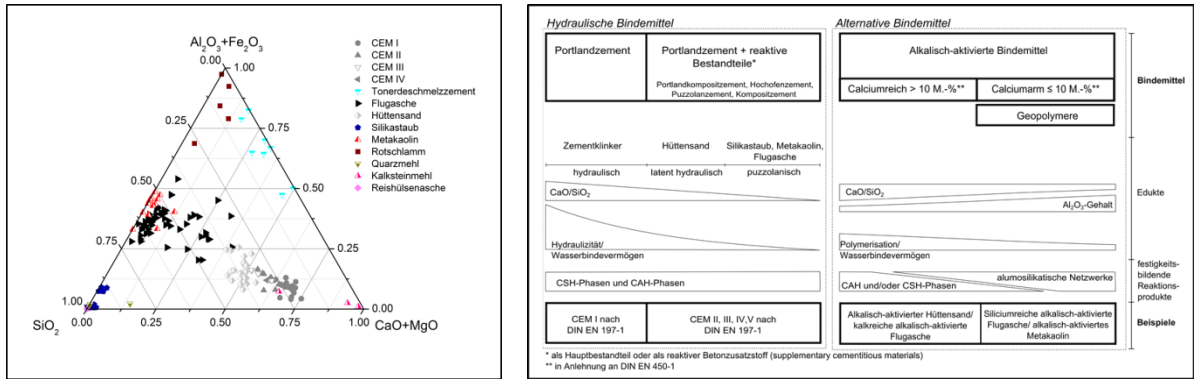 Al₂O₃+Fe₂O₃
0.00 1.00
0.25 0.75
0.50 0.50
0.75 0.25
1.00 0.00
0.00 0.25 0.50 0.75 1.00
SiO₂ CaO+MgO
CEM I
CEM II
CEM III
CEM IV
Tonerdeschmelzzement
Flugasche
Hüttensand
Silikastaub
Metakaolin
Rotschlamm
Quarzmehl
Kalksteinmehl
Reishülsenasche
Hydraulische Bindemittel
Portlandzement
Portlandzement + reaktive
Bestandteile*
Portlandkompositzement, Hochofenzement,
Puzzolanzement, Kompositzement
Zementklinker Hüttensand Silikastaub, Metakaolin,
Flugasche
hydraulisch latent hydraulisch puzzolanisch
CaO/SiO₂
Hydraulizität/
Wasserbindevermögen
CSH-Phasen und CAH-Phasen
CEM I nach
DIN EN 197-1
CEM II, III, IV,V nach
DIN EN 197-1
Alternative Bindemittel
Alkalisch-aktivierte Bindemittel
Calciumreich > 10 M.-%** Calciumarm ≤ 10 M.-%**
Geopolymere
CaO/SiO₂
Al₂O₃-Gehalt
Polymerisation/
Wasserbindevermögen
alumosilikatische Netzwerke
CAH und/oder CSH-Phasen
Alkalisch-aktivierter Hüttensand/
kalkreiche alkalisch-aktivierte
Flugasche
Siliciumreiche alkalisch-aktivierte
Flugasche/ alkalisch-aktiviertes
Metakaolin
Bindemittel
Edukte
festigkeits-
bildende
Reaktions-
produkte
Beispiele
* als Hauptbestandteil oder als reaktiver Betonzusatzstoff (supplementary cementitious materials)
** in Anlehnung an DIN EN 450-1